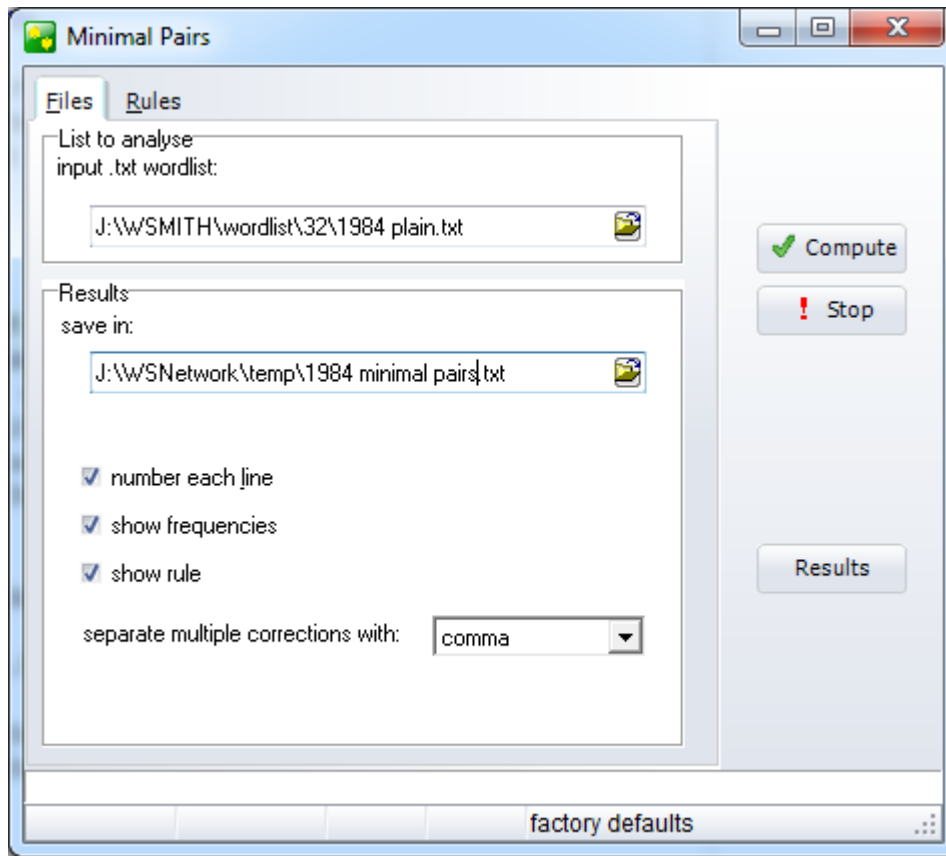 Minimal Pairs
Files Rules
List to analyse
input .txt wordlist:
J:\WSMITH\wordlist\32\1984 plain.txt
Compute
Results
! Stop
save in:
J:\WSNetwork\temp\1984 minimal pairs.txt
number each line
show frequencies
show rule
Results
separate multiple corrections with: comma
factory defaults